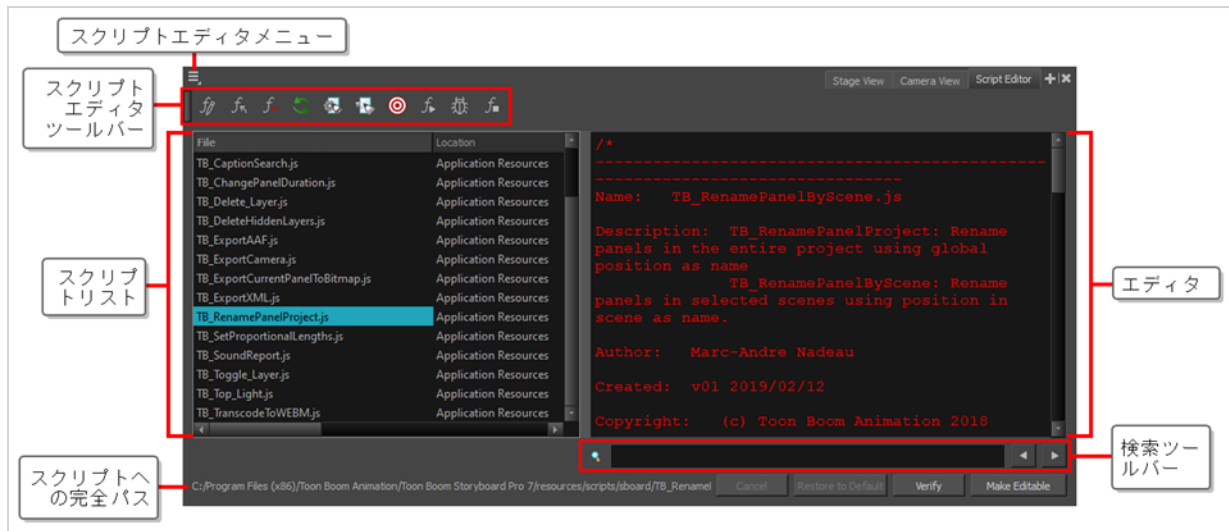 スクリプトエディタメニュー
スクリプト
エディタ
ツールバー
Stage View
Camera View
Script Editor
File
Location
TB_CaptionSearch.js
Application Resources
TB_ChangePanelDuration.js
Application Resources
TB_Delete_Layer.js
Application Resources
TB_DeleteHiddenLayers.js
Application Resources
TB_ExportAAF.js
Application Resources
TB_ExportCamera.js
Application Resources
TB_ExportCurrentPanelToBitmap.js
Application Resources
TB_ExportXML.js
Application Resources
TB_RenamePanelProject.js
Application Resources
TB_SetProportionalLengths.js
Application Resources
TB_SoundReport.js
Application Resources
TB_Toggle_Layer.js
Application Resources
TB_Top_Light.js
Application Resources
TB_TranscodeToWEBM.js
Application Resources
スクリプ
トリスト
/*
-----------------------------------------------
--------------------------------
Name: TB_RenamePanelByScene.js
Description: TB_RenamePanelProject: Rename
panels in the entire project using global
position as name
TB_RenamePanelByScene: Rename
panels in selected scenes using position in
scene as name.
Author: Marc-Andre Nadeau
Created: v01 2019/02/12
Copyright: (c) Toon Boom Animation 2018
エディタ
検索ツー
ルバー
スクリプトへ
の完全パス
C:/Program Files (x86)/Toon Boom Animation/Toon Boom Storyboard Pro 7/resources/scripts/sboard/TB_Renamel
Cancel
Restore to Default
Verify
Make Editable